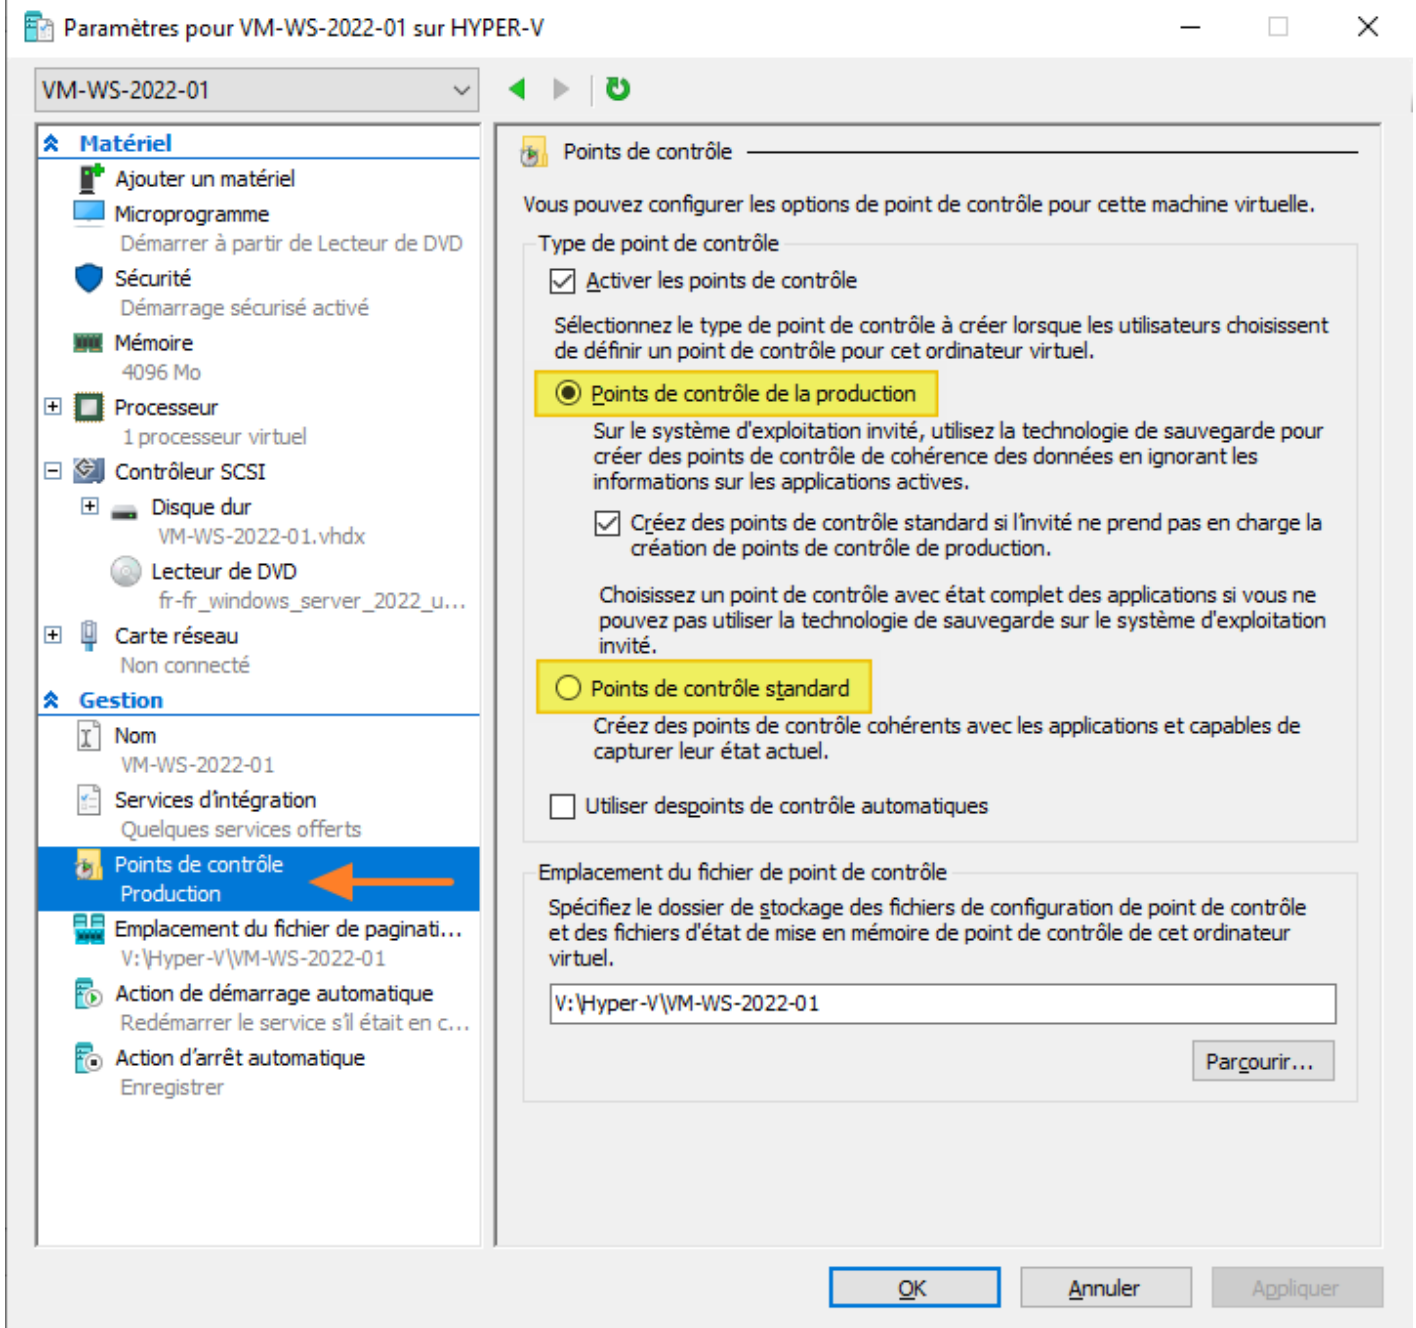 Paramètres pour VM-WS-2022-01 sur HYPER-V
VM-WS-2022-01
Matériel
Ajouter un matériel
Microprogramme
Démarrer à partir de Lecteur de DVD
Sécurité
Démarrage sécurisé activé
Mémoire
4096 Mo
Processeur
1 processeur virtuel
Contrôleur SCSI
Disque dur
VM-WS-2022-01.vhdx
Lecteur de DVD
fr-fr_windows_server_2022_u...
Carte réseau
Non connecté
Gestion
Nom
VM-WS-2022-01
Services d'intégration
Quelques services offerts
Points de contrôle
Production
Emplacement du fichier de paginati...
V:\Hyper-V\VM-WS-2022-01
Action de démarrage automatique
Redémarrer le service s'il était en c...
Action d'arrêt automatique
Enregistrer
Points de contrôle
Vous pouvez configurer les options de point de contrôle pour cette machine virtuelle.
Type de point de contrôle
Activer les points de contrôle
Sélectionnez le type de point de contrôle à créer lorsque les utilisateurs choisissent
de définir un point de contrôle pour cet ordinateur virtuel.
Points de contrôle de la production
Sur le système d'exploitation invité, utilisez la technologie de sauvegarde pour
créer des points de contrôle de cohérence des données en ignorant les
informations sur les applications actives.
Créez des points de contrôle standard si l'invité ne prend pas en charge la
création de points de contrôle de production.
Choisissez un point de contrôle avec état complet des applications si vous ne
pouvez pas utiliser la technologie de sauvegarde sur le système d'exploitation
invité.
Points de contrôle standard
Créez des points de contrôle cohérents avec les applications et capables de
capturer leur état actuel.
Utiliser despoints de contrôle automatiques
Emplacement du fichier de point de contrôle
Spécifiez le dossier de stockage des fichiers de configuration de point de contrôle
et des fichiers d'état de mise en mémoire de point de contrôle de cet ordinateur
virtuel.
V:\Hyper-V\VM-WS-2022-01
Parcourir...
OK
Annuler
Appliquer